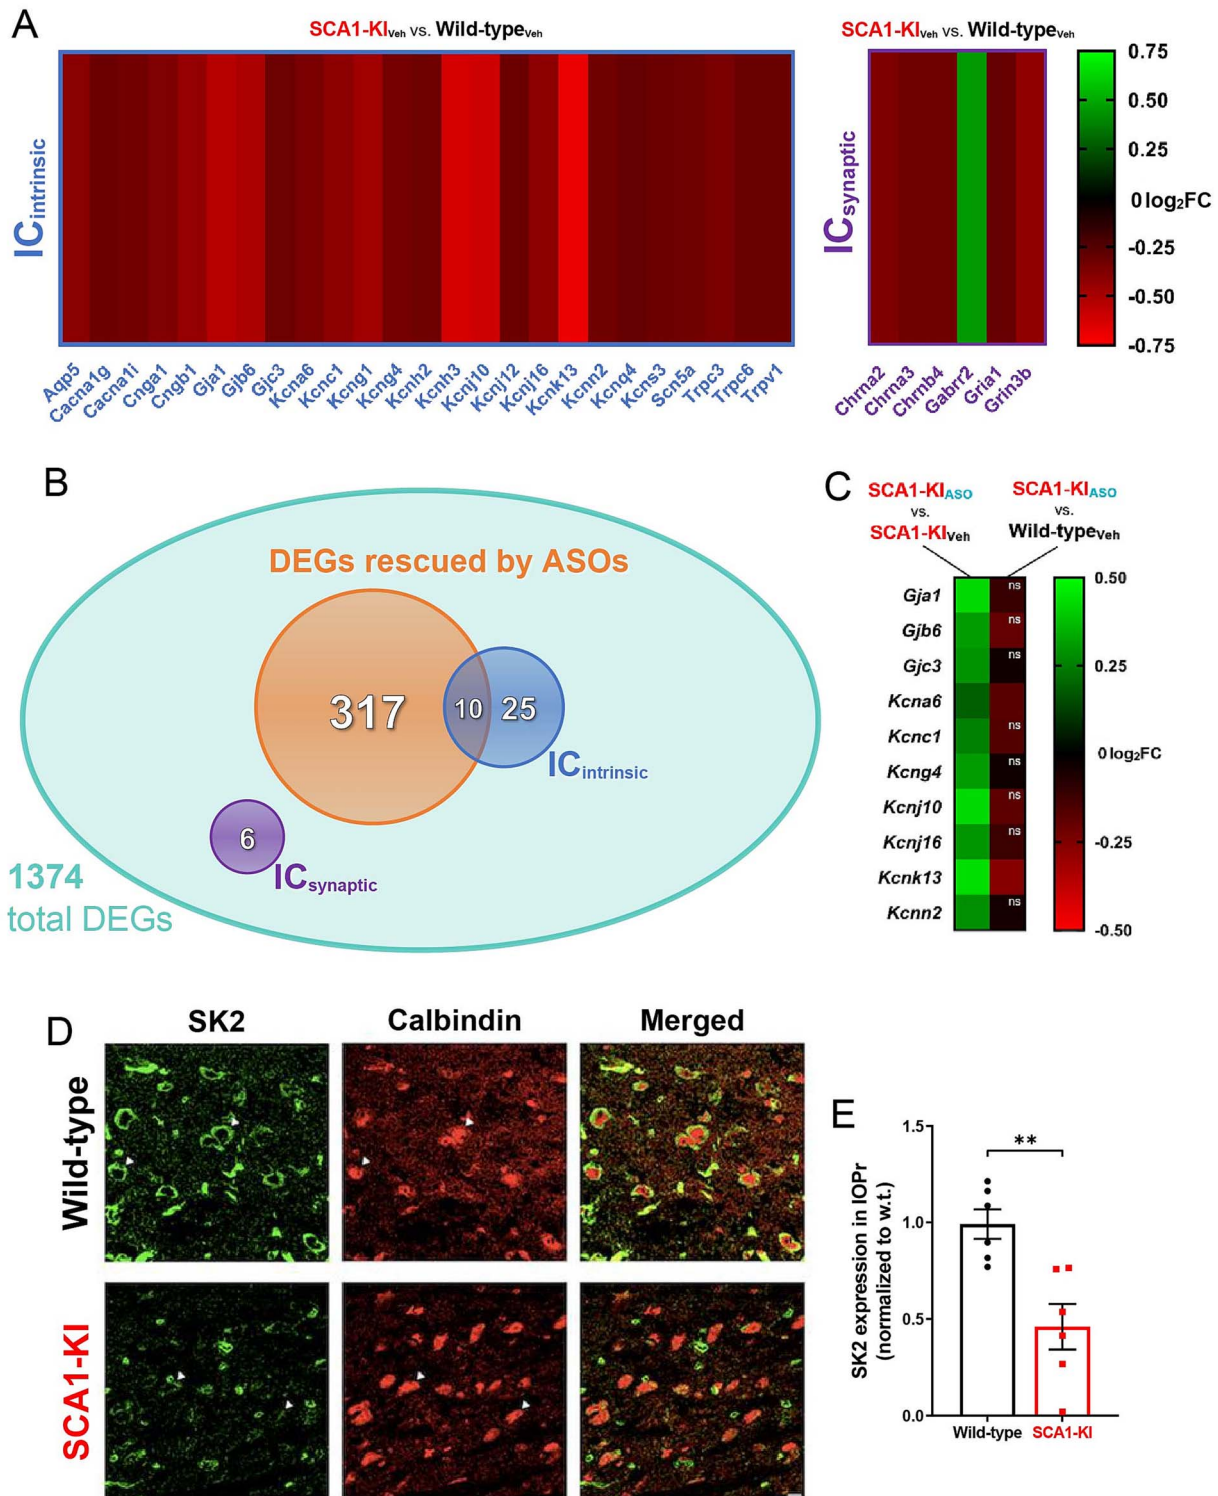 A
SCA1-KIVeh vs. Wild-typeVeh
SCA1-KIVeh vs. Wild-typeVeh
ICintrinsic
ICsynaptic
0.75
0.50
0.25
0 log2FC
-0.25
-0.50
-0.75
Aqp5
Cacna1g
Cacna1i
Cnga1
Cngb1
Gja1
Gjb6
Gjc3
Kcna6
Kcnc1
Kcng1
Kcng4
Kcnh2
Kcnh3
Kcnj10
Kcnj12
Kcnj16
Kcnk13
Kcnn2
Kcnq4
Kcns3
Scn5a
Trpc3
Trpc6
Trpv1
Chrna2
Chrna3
Chrnb4
Gabrr2
Gria1
Grin3b
B
DEGs rescued by ASOs
317
10
25
ICintrinsic
6
ICsynaptic
1374
total DEGs
C
SCA1-KIASO
vs.
SCA1-KIVeh
SCA1-KIASO
vs.
Wild-typeVeh
Gja1
ns
Gjb6
ns
Gjc3
ns
Kcna6
Kcnc1
ns
Kcng4
ns
Kcnj10
ns
Kcnj16
ns
Kcnk13
Kcnn2
ns
0.50
0.25
0 log2FC
-0.25
-0.50
D
SK2
Calbindin
Merged
Wild-type
SCA1-KI
E
SK2 expression in IOPr
(normalized to w.t.)
1.5
1.0
0.5
0.0
**
Wild-type
SCA1-KI